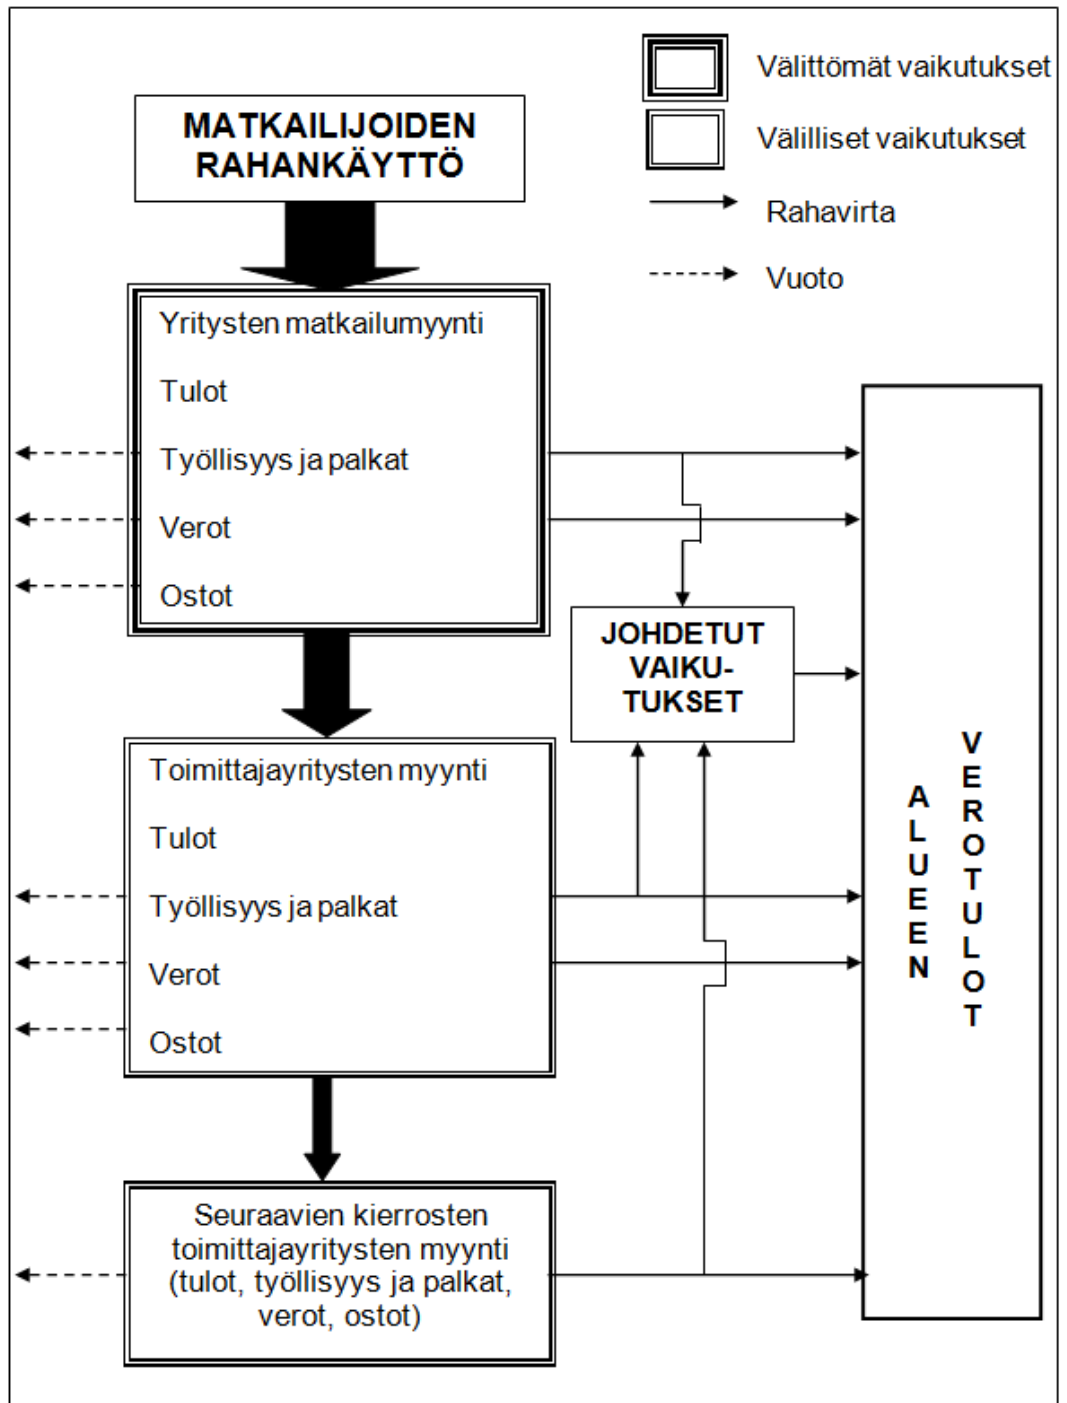 Välittömät vaikutukset
Välilliset vaikutukset
Rahavirta
Vuoto
MATKAILIJOIDEN
RAHANKÄYTTÖ
Yritysten matkailumyynti
Tulot
Työllisyys ja palkat
Verot
Ostot
JOHDETUT
VAIKU-
TUKSET
Toimittajayritysten myynti
Tulot
Työllisyys ja palkat
Verot
Ostot
Seuraavien kierrosten
toimittajayritysten myynti
(tulot, työllisyys ja palkat,
verot, ostot)
ALUEEN
VEROTULOT